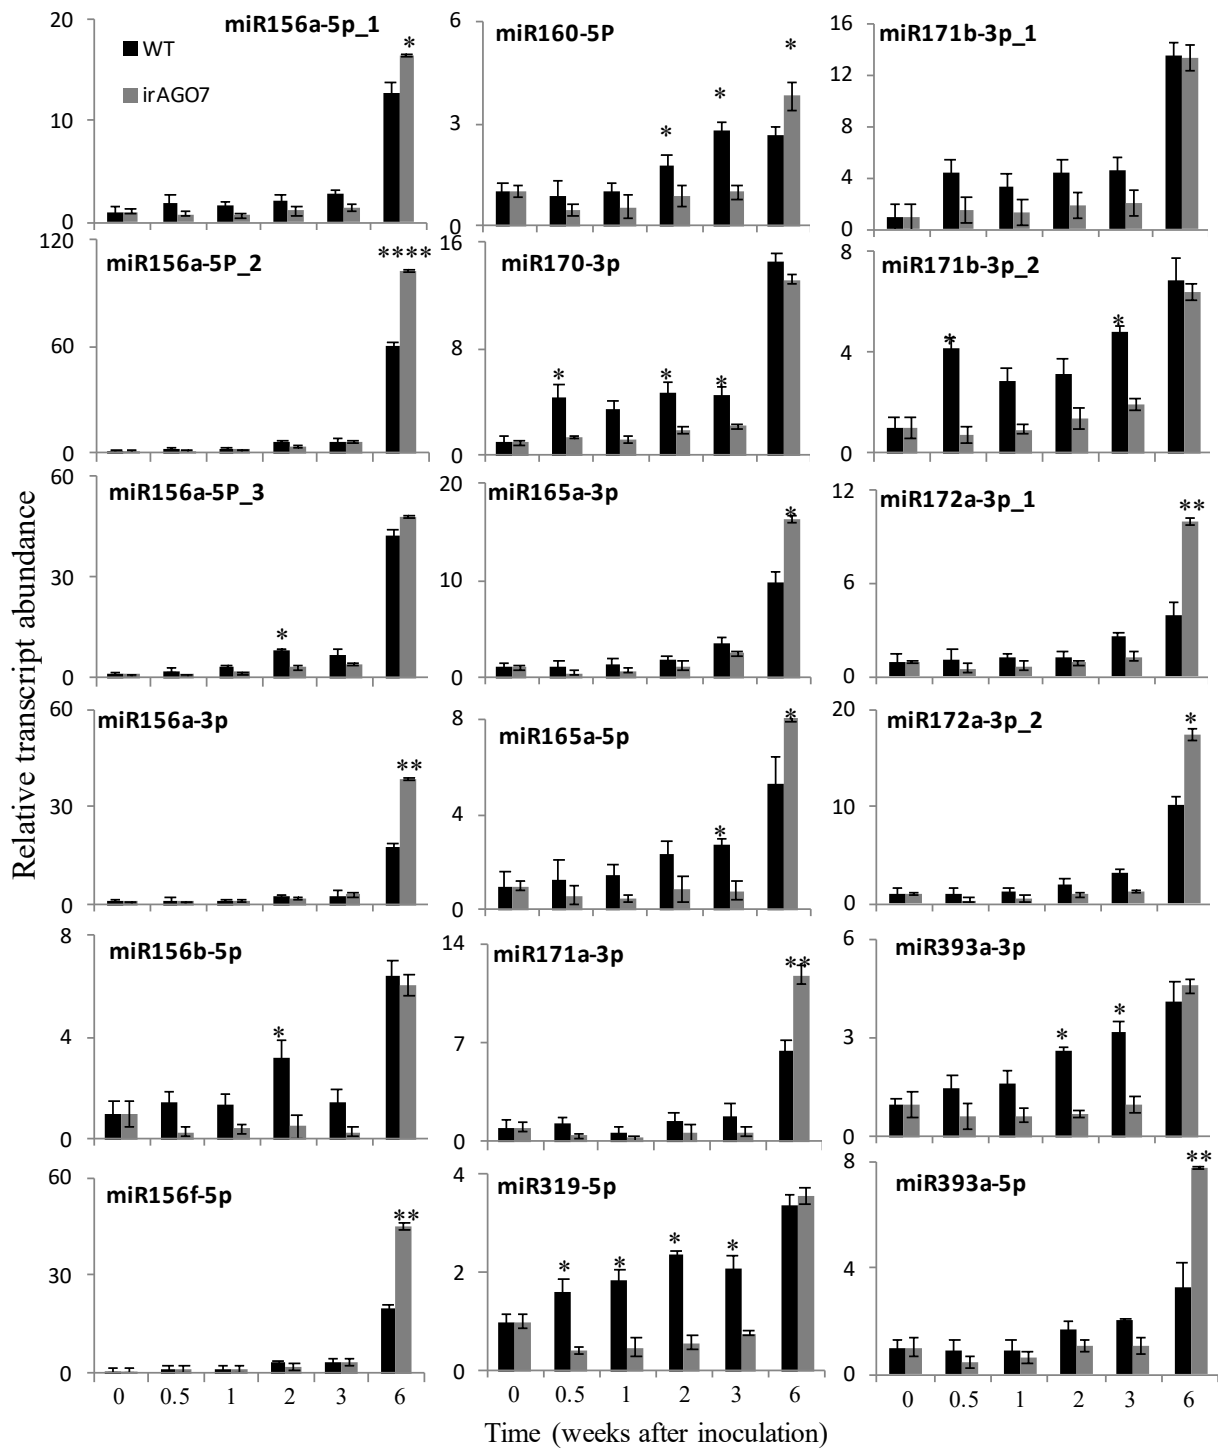 Relative transcript abundance
miR156a-5p_1
WT
irAGO7
*
20
10
0
miR160-5P
* * *
6
3
0
miR171b-3p_1
16
12
8
4
0
miR156a-5P_2
****
120
60
0
miR170-3p
* * *
16
8
0
miR171b-3p_2
* *
8
4
0
miR156a-5P_3
*
60
30
0
miR165a-3p
*
20
10
0
miR172a-3p_1
**
12
6
0
miR156a-3p
**
60
30
0
miR165a-5p
* *
8
4
0
miR172a-3p_2
*
20
10
0
miR156b-5p
*
8
4
0
miR171a-3p
**
14
7
0
miR393a-3p
* *
6
3
0
miR156f-5p
**
60
30
0
0 0.5 1 2 3 6
miR319-5p
* * * *
4
2
0
0 0.5 1 2 3 6
miR393a-5p
**
8
4
0
0 0.5 1 2 3 6
Time (weeks after inoculation)